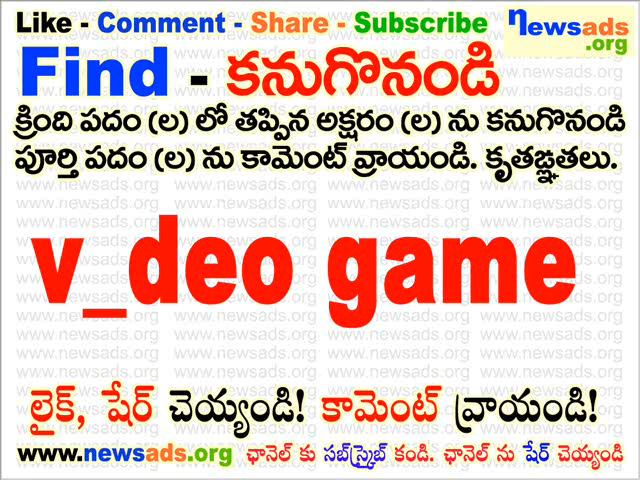 Like - Comment - Share - Subscribe
newsads
.org
Find - కనుగొనండి
క్రింది పదం (ల) లో తప్పిన అక్షరం (ల) ను కనుగొనండి
పూర్తి పదం (ల) ను కామెంట్ వ్రాయండి. కృతఙ్ఞతలు.
v_deo game
లైక్, షేర్ చెయ్యండి! కామెంట్ వ్రాయండి!
www.newsads.org ఛానెల్ కు సబ్‌స్క్రైబ్ కండి. ఛానెల్ ను షేర్ చెయ్యండి